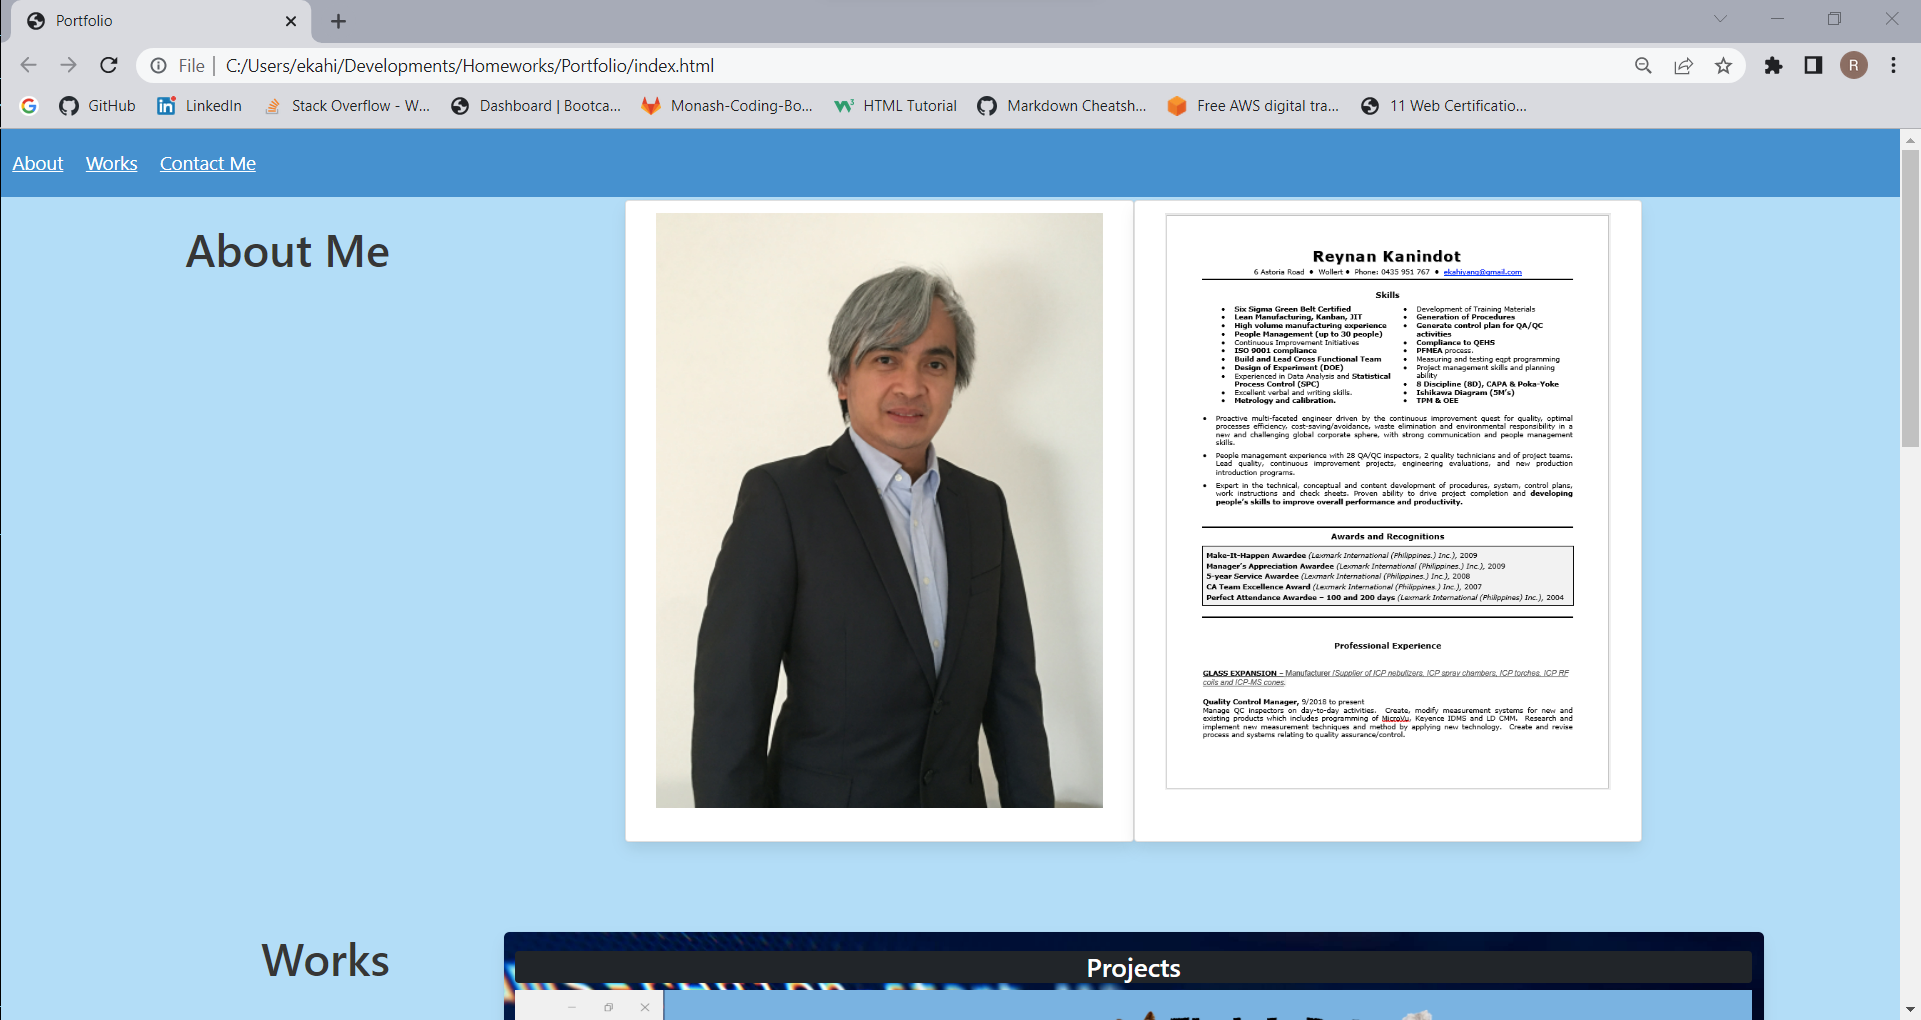 Portfolio
File
C:/Users/ekahi/Developments/Homeworks/Portfolio/index.html
R
GitHub
LinkedIn
Stack Overflow - W...
Dashboard | Bootca...
Monash-Coding-Bo...
HTML Tutorial
Markdown Cheatsh...
Free AWS digital tra...
11 Web Certificatio...
About Works Contact Me
About Me
Reynan Kanindot
6 Astoria Road • Wollert • Phone: 0435 951 767 • ekahiyang@gmail.com
Skills
• Six Sigma Green Belt Certified
• Lean Manufacturing, Kanban, JIT
• High volume manufacturing experience
• People Management (up to 30 people)
• Continuous Improvement Initiatives
• ISO 9001 compliance
• Build and Lead Cross Functional Team
• Design of Experiment (DOE)
• Experienced in Data Analysis and Statistical
Process Control (SPC)
• Excellent verbal and writing skills.
• Metrology and calibration.
• Development of Training Materials
• Generation of Procedures
• Generate control plan for QA/QC
activities
• Compliance to QEHS
• PFMEA process.
• Measuring and testing eqpt programming
• Project management skills and planning
ability
• 8 Discipline (8D), CAPA & Poka-Yoke
• Ishikawa Diagram (5M's)
• TPM & OEE
• Proactive multi-faceted engineer driven by the continuous improvement quest for quality, optimal
processes efficiency, cost-saving/avoidance, waste elimination and environmental responsibility in a
new and challenging global corporate sphere, with strong communication and people management
skills.
• People management experience with 28 QA/QC inspectors, 2 quality technicians and of project teams.
Lead quality, continuous improvement projects, engineering evaluations, and new production
introduction programs.
• Expert in the technical, conceptual and content development of procedures, system, control plans,
work instructions and check sheets. Proven ability to drive project completion and developing
people's skills to improve overall performance and productivity.
Awards and Recognitions
Make-It-Happen Awardee (Lexmark International (Philippines.) Inc.), 2009
Manager's Appreciation Awardee (Lexmark International (Philippines.) Inc.), 2009
5-year Service Awardee (Lexmark International (Philippines.) Inc.), 2008
CA Team Excellence Award (Lexmark International (Philippines.) Inc.), 2007
Perfect Attendance Awardee – 100 and 200 days (Lexmark International (Philippines) Inc.), 2004
Professional Experience
GLASS EXPANSION – Manufacturer (Supplier of ICP nebulizers, ICP spray chambers, ICP torches, ICP RF
coils and ICP-MS cones.
Quality Control Manager, 9/2018 to present
Manage QC inspectors on day-to-day activities. Create, modify measurement systems for new and
existing products which includes programming of MicroVu, Keyence IDMS and LD CMM. Research and
implement new measurement techniques and method by applying new technology. Create and revise
process and systems relating to quality assurance/control.
Works
Projects